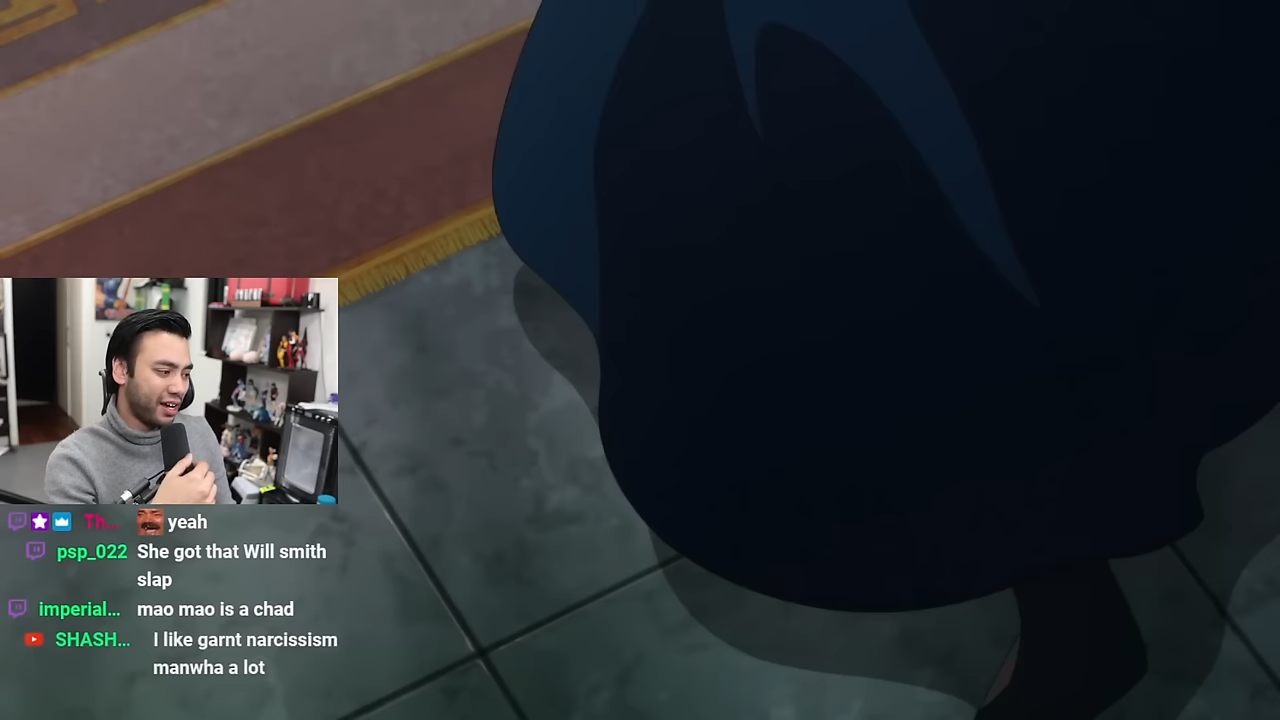 Th... yeah
psp_022 She got that Will smith
slap
imperial... mao mao is a chad
SHASH... I like garnt narcissism
manwha a lot